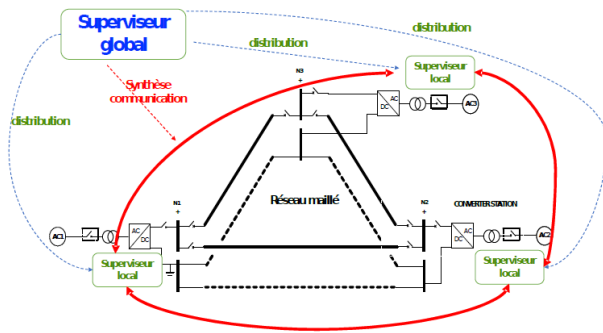 Superviseur
global
distribution
Superviseur
local
Synthèse
communication
distribution
distribution
N3
+
AC
DC
AC3
Réseau maillé
N1
+
N2
+
CONVERTER STATION
AC1
AC
DC
AC
DC
AC2
Superviseur
local
Superviseur
local